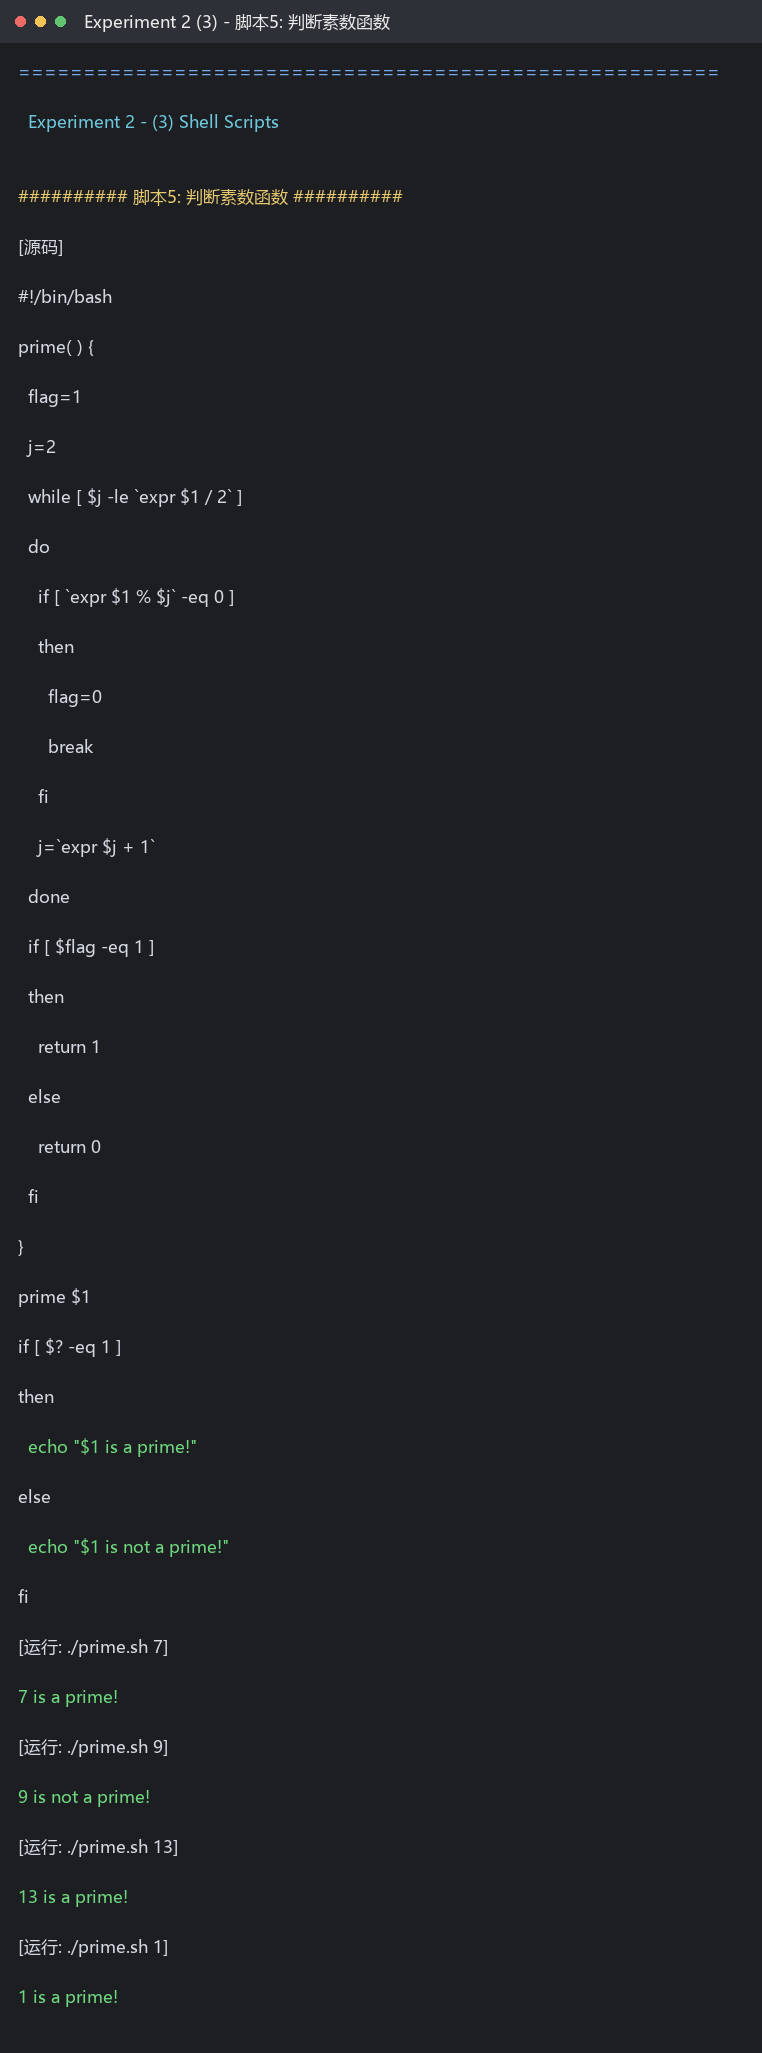 Experiment 2 (3) - 脚本5: 判断素数函数
======================================================
Experiment 2 - (3) Shell Scripts
########## 脚本5: 判断素数函数 ##########
[源码]
#!/bin/bash
prime( ) {
  flag=1
  j=2
  while [ $j -le `expr $1 / 2` ]
  do
    if [ `expr $1 % $j` -eq 0 ]
    then
      flag=0
      break
    fi
    j=`expr $j + 1`
  done
  if [ $flag -eq 1 ]
  then
    return 1
  else
    return 0
  fi
}
prime $1
if [ $? -eq 1 ]
then
  echo "$1 is a prime!"
else
  echo "$1 is not a prime!"
fi
[运行: ./prime.sh 7]
7 is a prime!
[运行: ./prime.sh 9]
9 is not a prime!
[运行: ./prime.sh 13]
13 is a prime!
[运行: ./prime.sh 1]
1 is a prime!